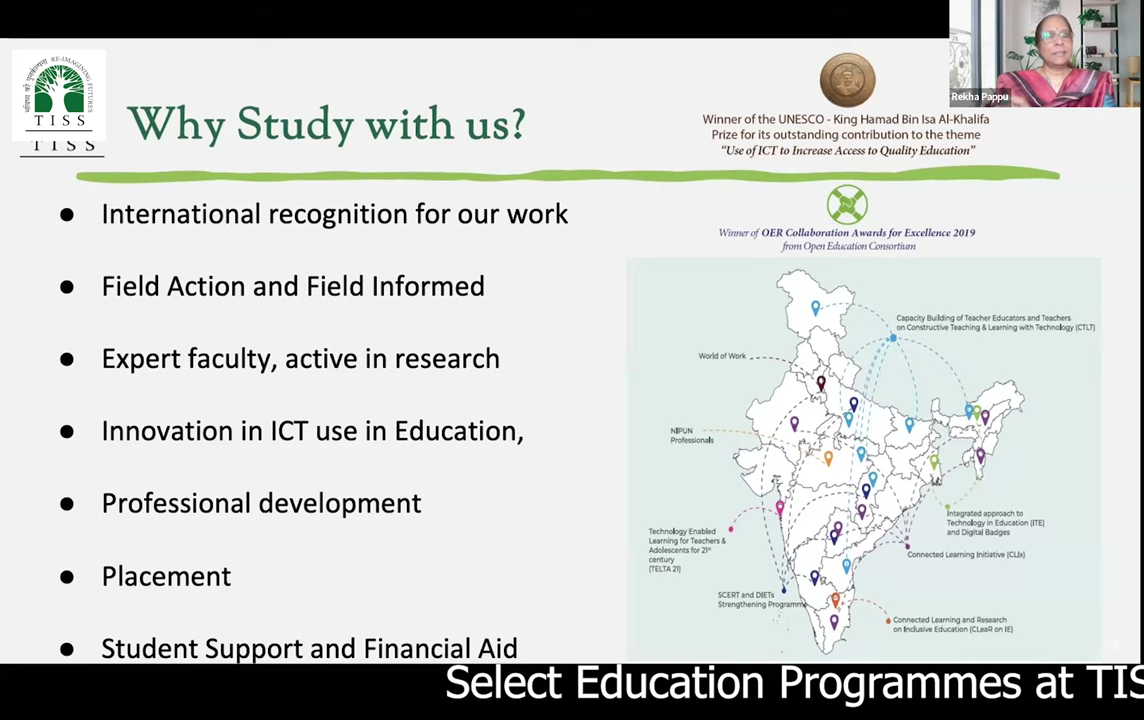 RE-IMAGINING FUTURES
TISS
TISS
Why Study with us?
Rekha Pappu
Winner of the UNESCO - King Hamad Bin Isa Al-Khalifa
Prize for its outstanding contribution to the theme
“Use of ICT to Increase Access to Quality Education”
Winner of OER Collaboration Awards for Excellence 2019
from Open Education Consortium
● International recognition for our work
● Field Action and Field Informed
● Expert faculty, active in research
● Innovation in ICT use in Education,
● Professional development
● Placement
● Student Support and Financial Aid
Capacity Building of Teacher Educators and Teachers
on Constructive Teaching & Learning with Technology (CTLT)
World of Work
NIPUN
Professionals
Integrated approach to
Technology in Education (ITE)
and Digital Badges
Technology Enabled
Learning for Teachers &
Adolescents for 21st
century
(TELTA 21)
Connected Learning Initiative (CLIx)
SCERT and DIETs
Strengthening Programme
Connected Learning and Research
on Inclusive Education (CLeaR on IE)
Select Education Programmes at TIS